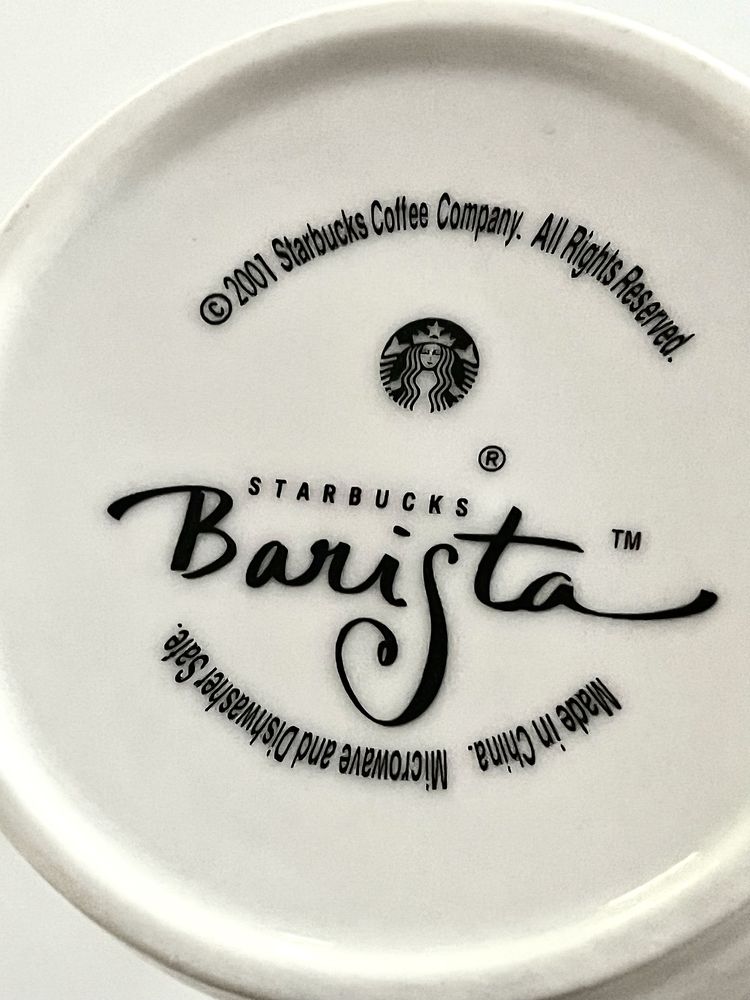 © 2001 Starbucks Coffee Company. All Rights Reserved.
®
STARBUCKS
Barista ™
Made in China. Microwave and Dishwasher Safe.